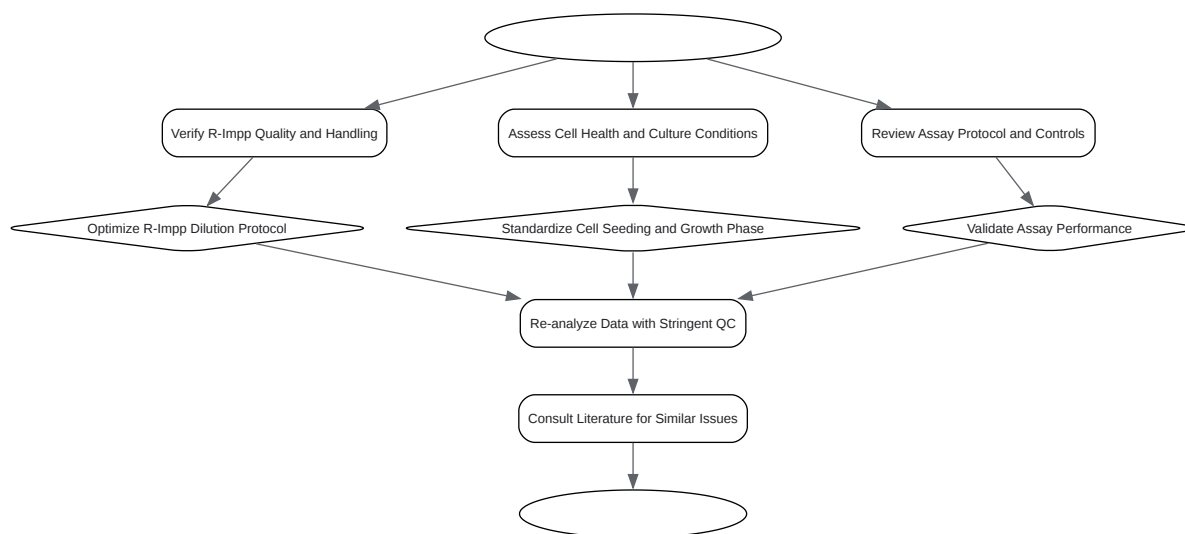 Verify R-Impp Quality and Handling
Assess Cell Health and Culture Conditions
Review Assay Protocol and Controls
Optimize R-Impp Dilution Protocol
Standardize Cell Seeding and Growth Phase
Validate Assay Performance
Re-analyze Data with Stringent QC
Consult Literature for Similar Issues